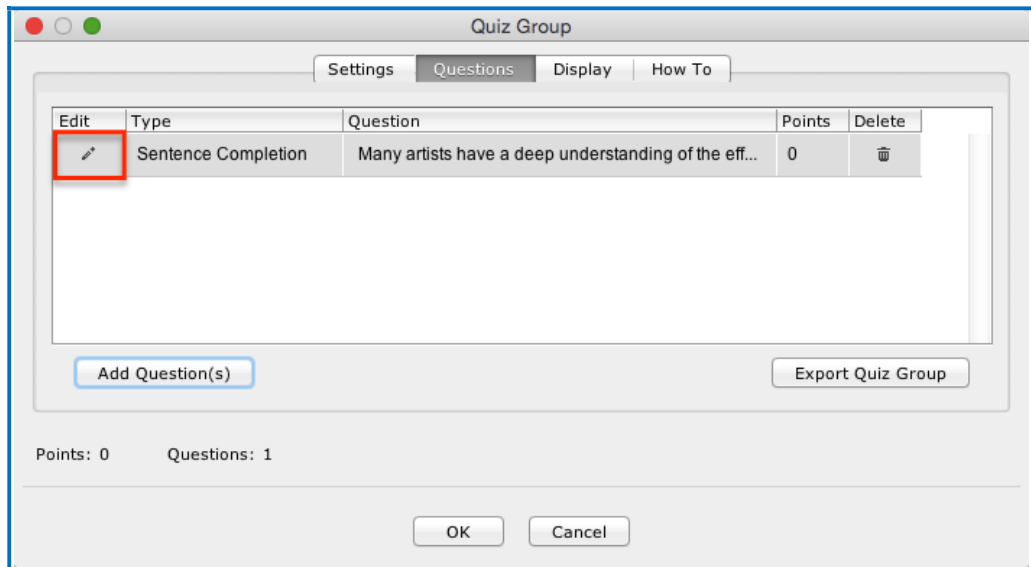 Quiz Group
Settings Questions Display How To
Edit Type Question Points Delete
Sentence Completion Many artists have a deep understanding of the eff... 0
Add Question(s) Export Quiz Group
Points: 0 Questions: 1
OK Cancel